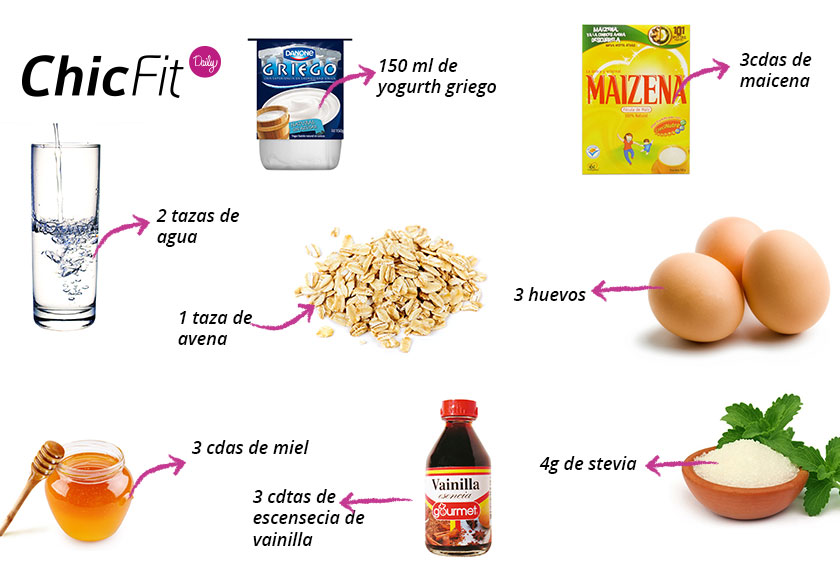 ChicFit
Daily
DANONE
GRIEGO
150 ml de
yogurth griego
MAIZENA
3cdas de
maicena
2 tazas de
agua
1 taza de
avena
3 huevos
3 cdas de miel
Vainilla
esencia
gourmet
3 cdtas de
escensecia de
vainilla
4g de stevia